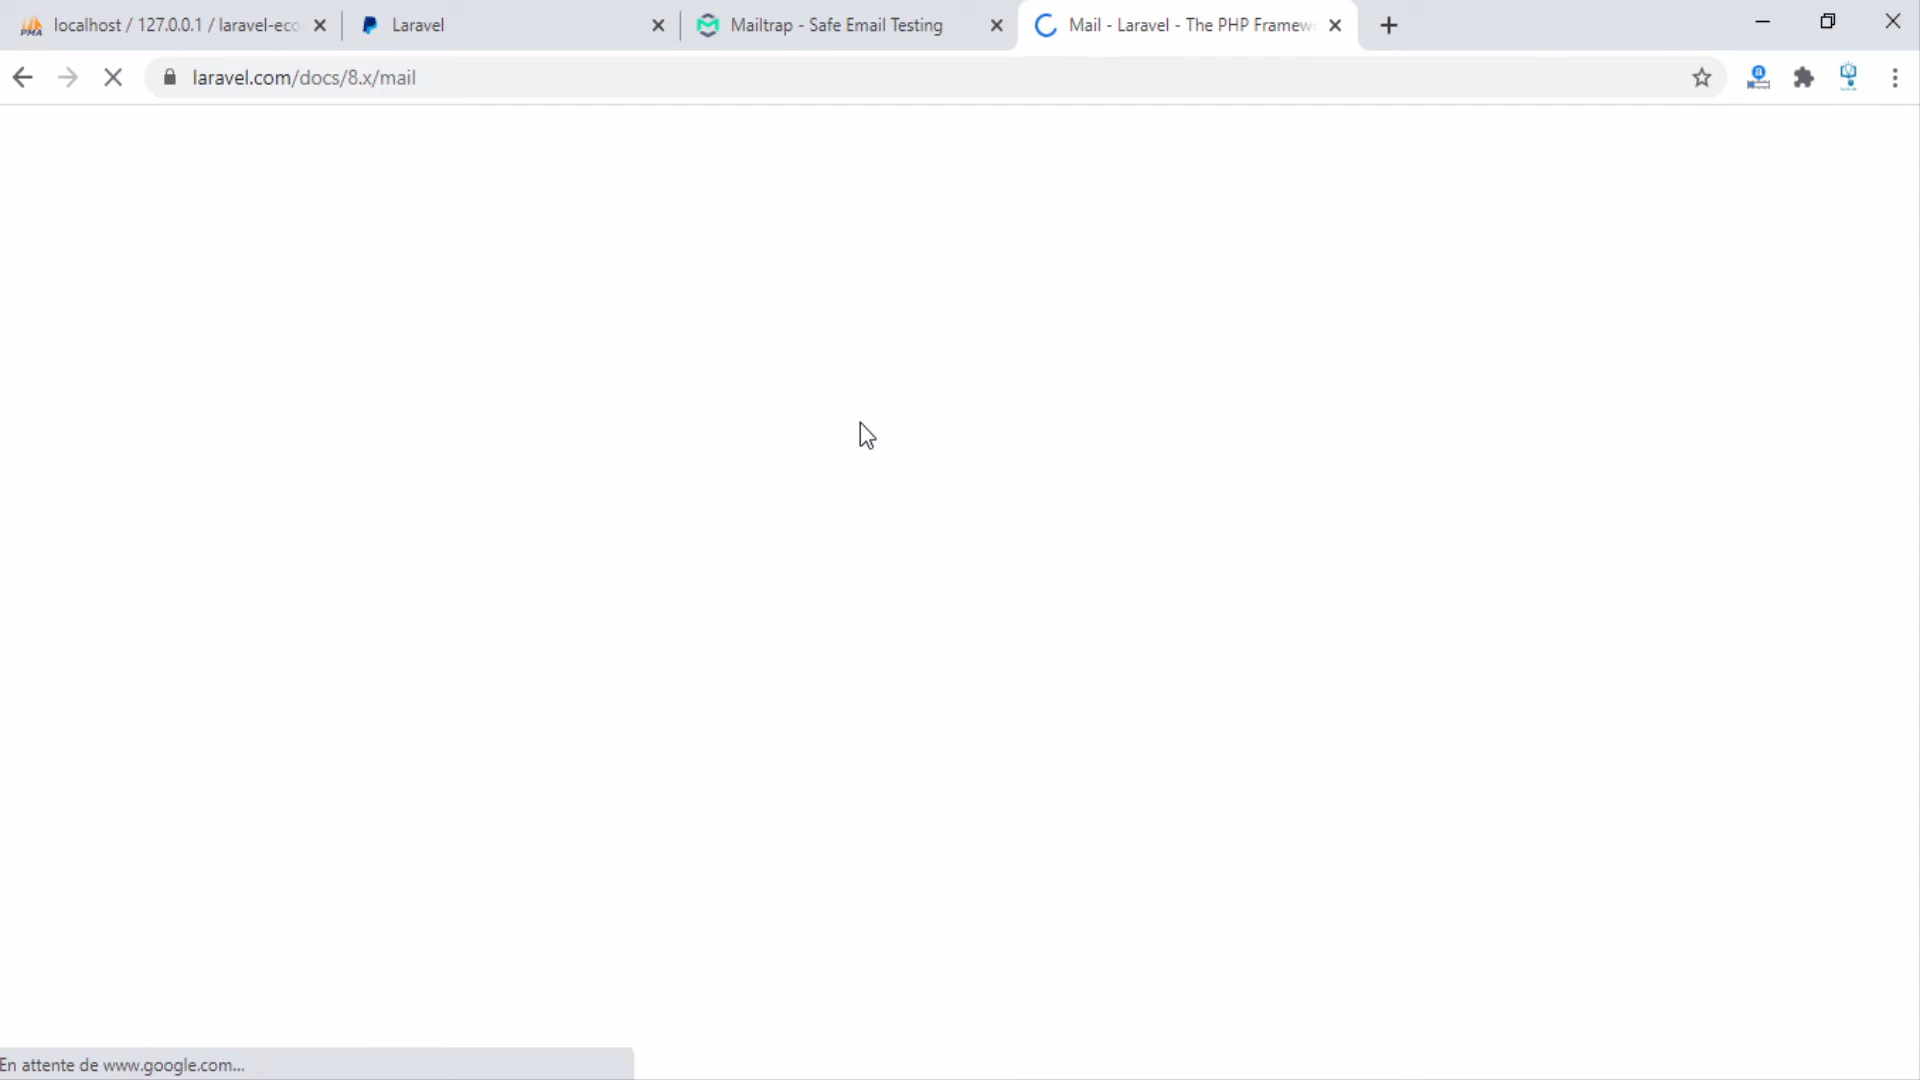 localhost / 127.0.0.1 / laravel-eco
Laravel
Mailtrap - Safe Email Testing
Mail - Laravel - The PHP Framew
laravel.com/docs/8.x/mail
En attente de www.google.com...